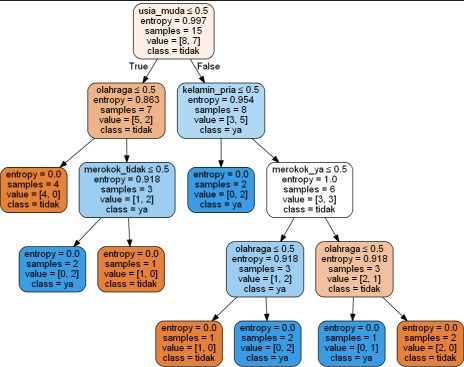 usia_muda ≤ 0.5
entropy = 0.997
samples = 15
value = [8, 7]
class = tidak
True
False
olahraga ≤ 0.5
entropy = 0.863
samples = 7
value = [5, 2]
class = tidak
kelamin_pria ≤ 0.5
entropy = 0.954
samples = 8
value = [3, 5]
class = ya
entropy = 0.0
samples = 4
value = [4, 0]
class = tidak
merokok_tidak ≤ 0.5
entropy = 0.918
samples = 3
value = [1, 2]
class = ya
entropy = 0.0
samples = 2
value = [0, 2]
class = ya
merokok_ya ≤ 0.5
entropy = 1.0
samples = 6
value = [3, 3]
class = tidak
entropy = 0.0
samples = 2
value = [0, 2]
class = ya
entropy = 0.0
samples = 1
value = [1, 0]
class = tidak
olahraga ≤ 0.5
entropy = 0.918
samples = 3
value = [1, 2]
class = ya
olahraga ≤ 0.5
entropy = 0.918
samples = 3
value = [2, 1]
class = tidak
entropy = 0.0
samples = 1
value = [1, 0]
class = tidak
entropy = 0.0
samples = 2
value = [0, 2]
class = ya
entropy = 0.0
samples = 1
value = [0, 1]
class = ya
entropy = 0.0
samples = 2
value = [2, 0]
class = tidak